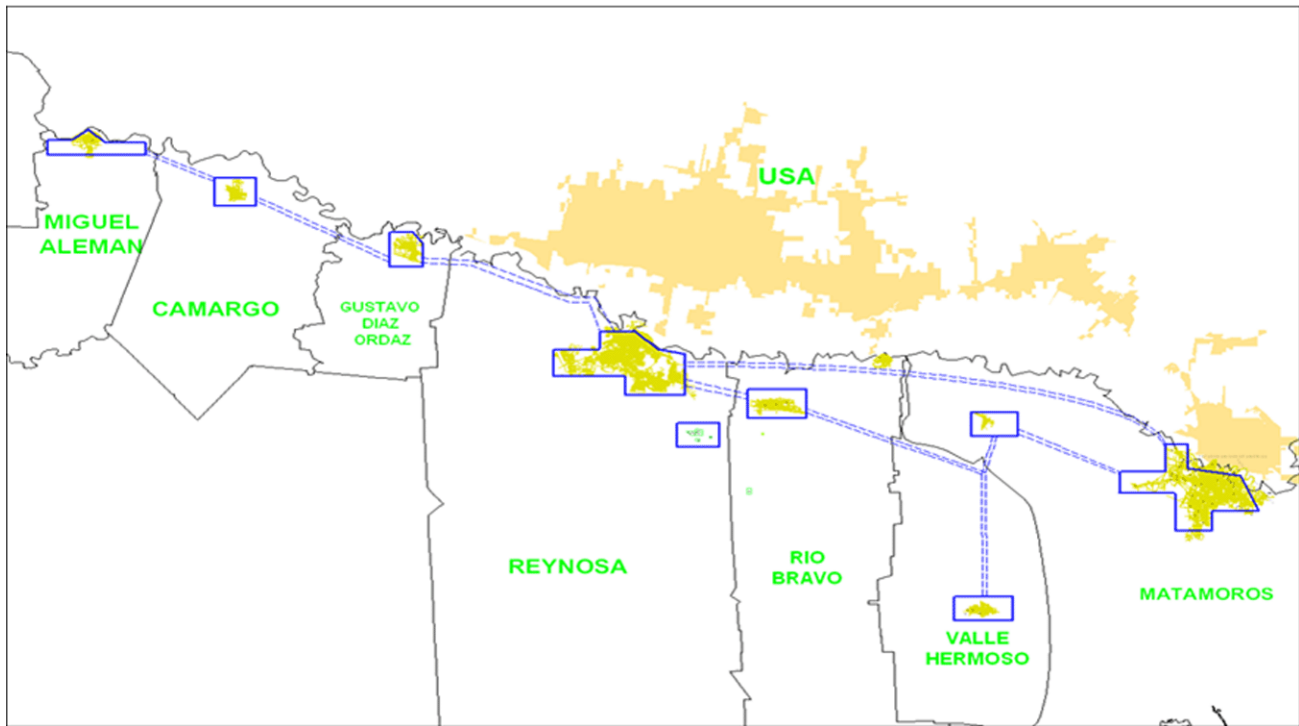 USA
MIGUEL
ALEMAN
CAMARGO
GUSTAVO
DIAZ
ORDAZ
REYNOSA
RIO
BRAVO
MATAMOROS
VALLE
HERMOSO